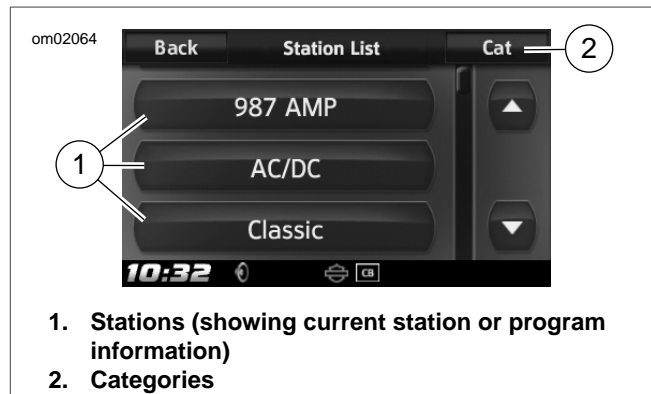 om02064
Back Station List Cat
2
987 AMP
1
AC/DC
Classic
10:32 CB
1. Stations (showing current station or program
information)
2. Categories